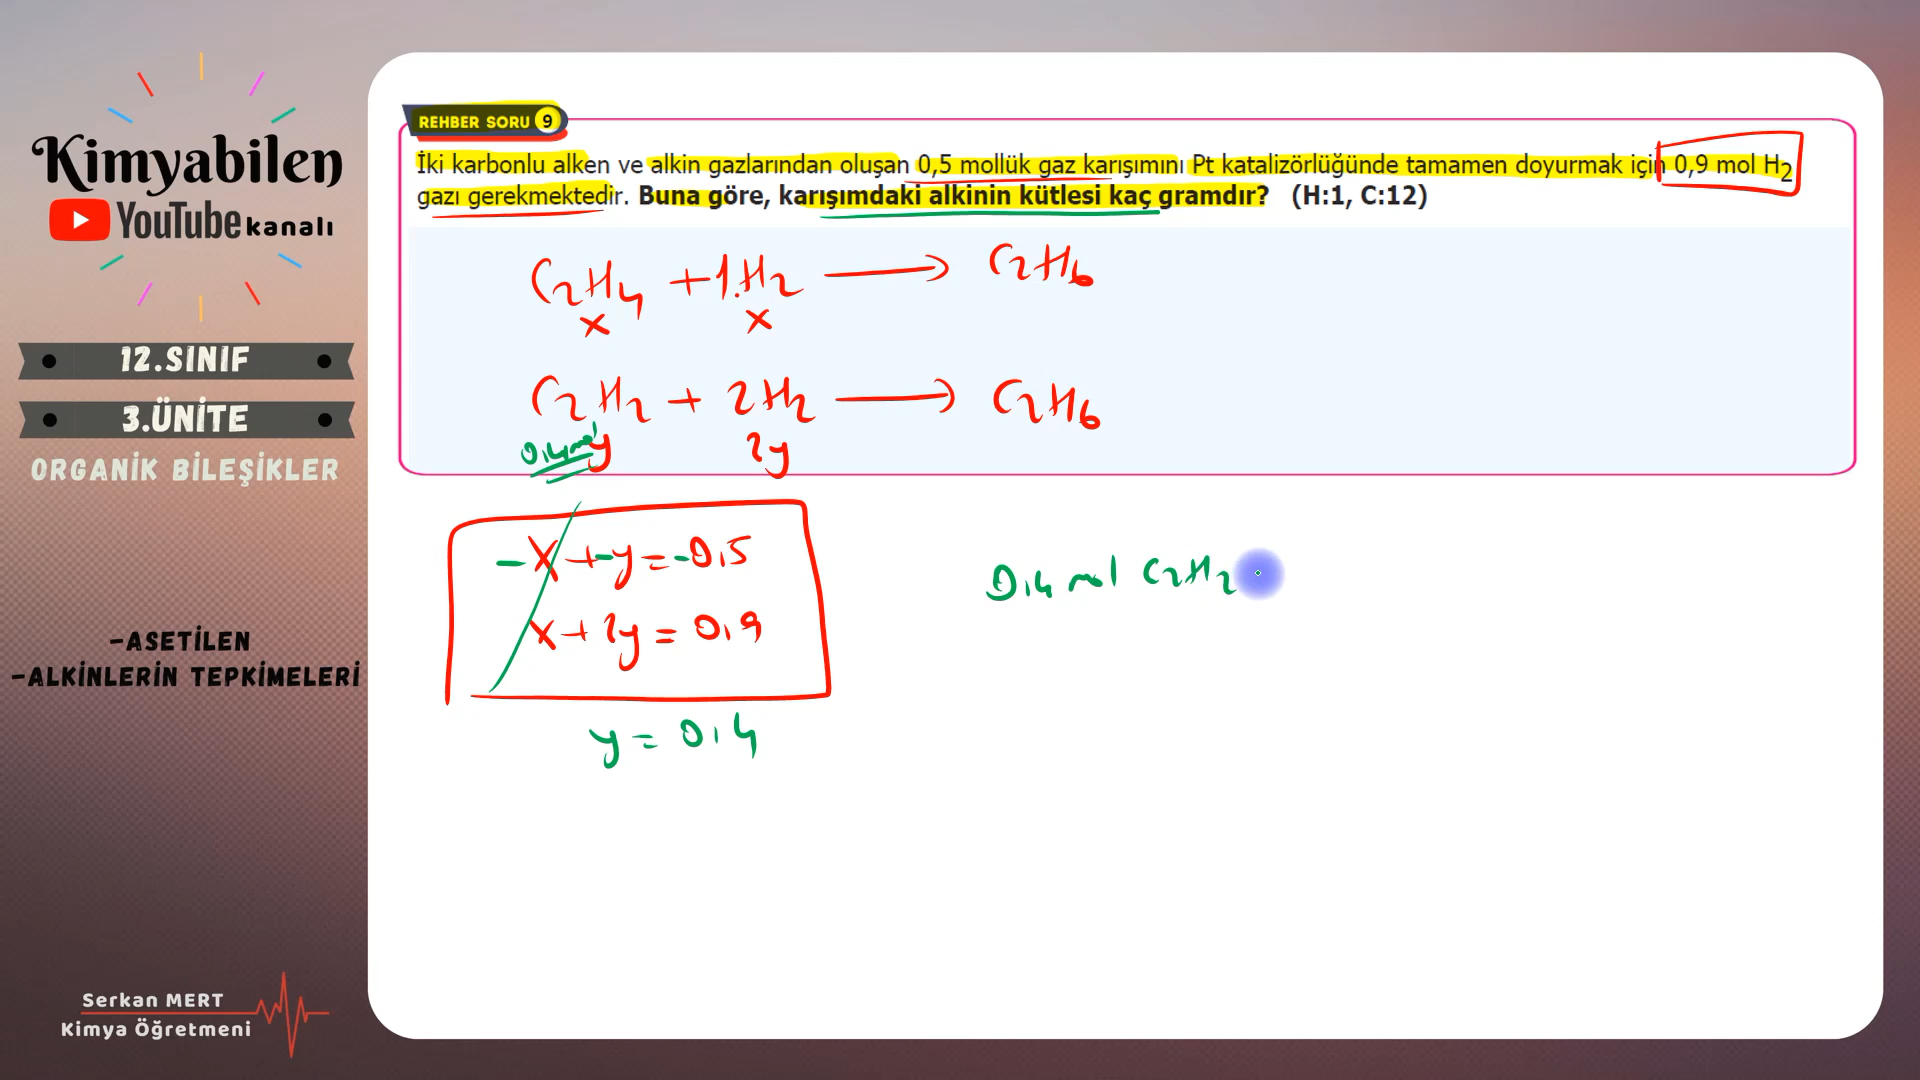 Kimyabilen
YouTube kanalı
12.SINIF
3.ÜNİTE
ORGANİK BİLEŞİKLER
-ASETİLEN
-ALKİNLERİN TEPKİMELERİ
Serkan MERT
Kimya Öğretmeni
REHBER SORU 9
İki karbonlu alken ve alkin gazlarından oluşan 0,5 mollük gaz karışımını Pt katalizörlüğünde tamamen doyurmak için 0,9 mol H2
gazı gerekmektedir. Buna göre, karışımdaki alkinin kütlesi kaç gramdır? (H:1, C:12)
C2H4 + 1.H2 → C2H6
x x
C2H2 + 2H2 → C2H6
0,4 mol y 2y
-x + -y = -0,5
x + 2y = 0,9
y = 0,4
0,4 mol C2H2